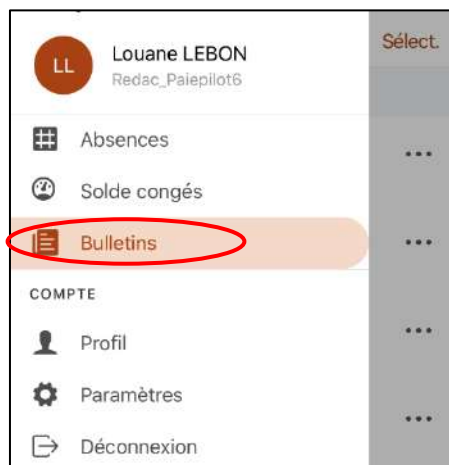 LL
Louane LEBON
Redac_Paiepilot6
Sélect.
Absences
Solde congés
Bulletins
COMPTE
Profil
Paramètres
Déconnexion